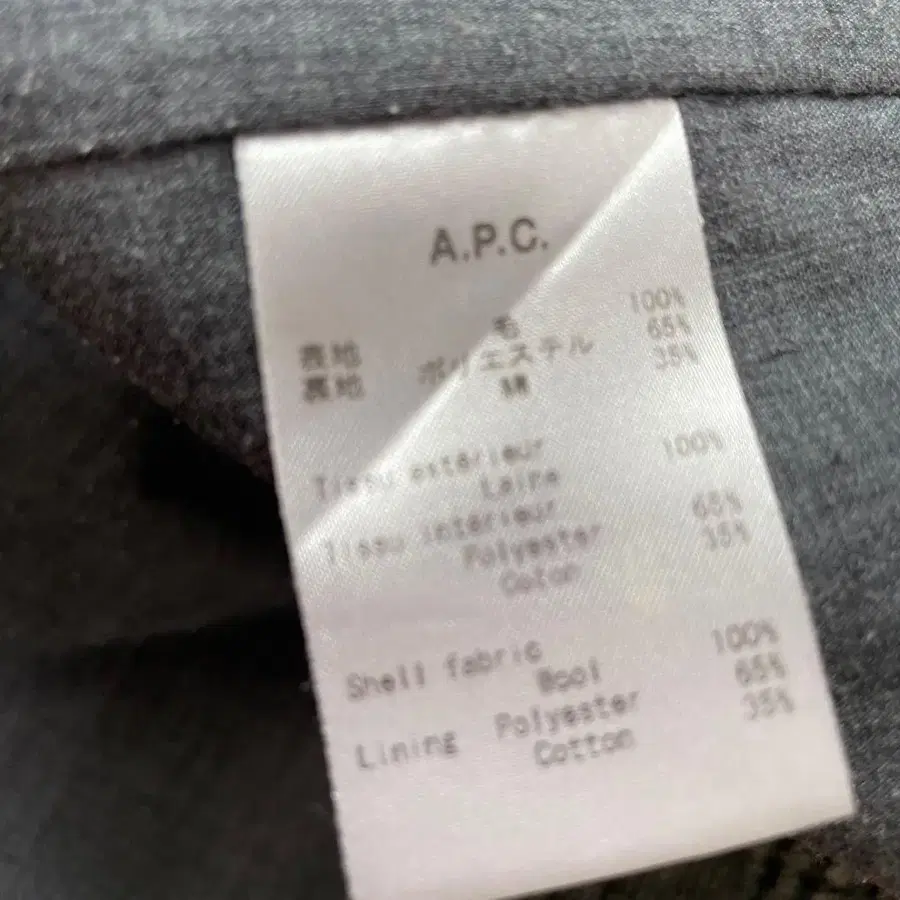 A.P.C.
表地 毛 100%
裏地 ポリエステル 65%
綿 35%
Tissu extérieur
Laine 100%
Tissu intérieur
Polyester 65%
Coton 35%
Shell fabric
Wool 100%
Lining Polyester 65%
Cotton 35%